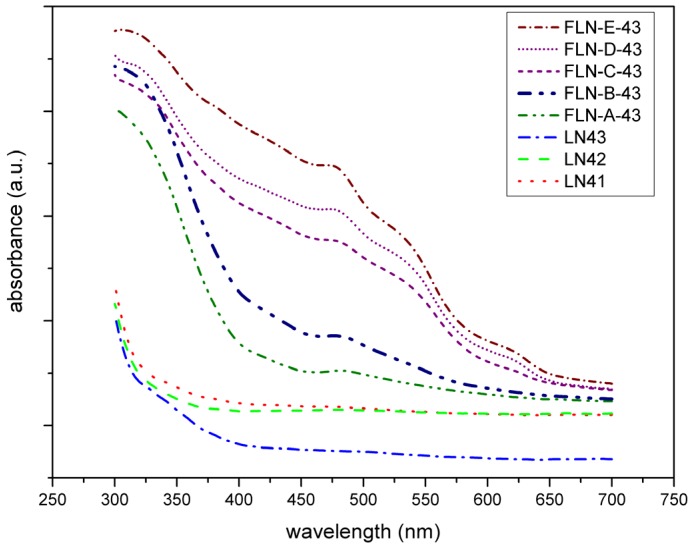 FLN-E-43
FLN-D-43
FLN-C-43
FLN-B-43
FLN-A-43
LN43
LN42
LN41
absorbance (a.u.)
250 300 350 400 450 500 550 600 650 700 750
wavelength (nm)